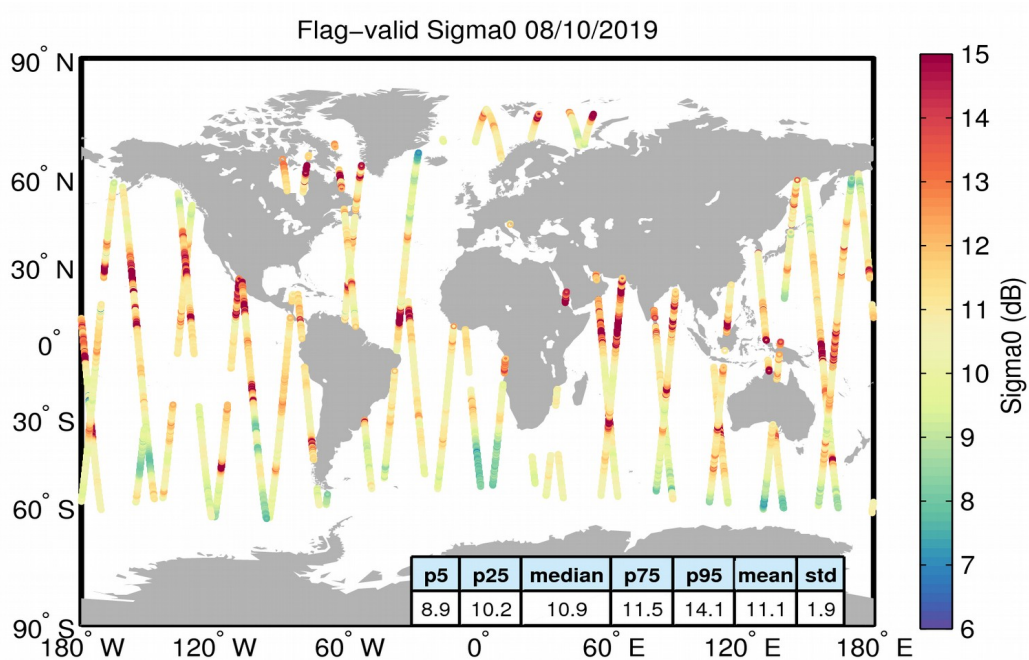 Flag−valid Sigma0 08/10/2019
90° N
60° N
30° N
0°
30° S
60° S
90° S
180° W
120° W
60° W
0°
60° E
120° E
180° E
15
14
13
12
11
10
9
8
7
6
Sigma0 (dB)
p5 p25 median p75 p95 mean std
8.9 10.2 10.9 11.5 14.1 11.1 1.9